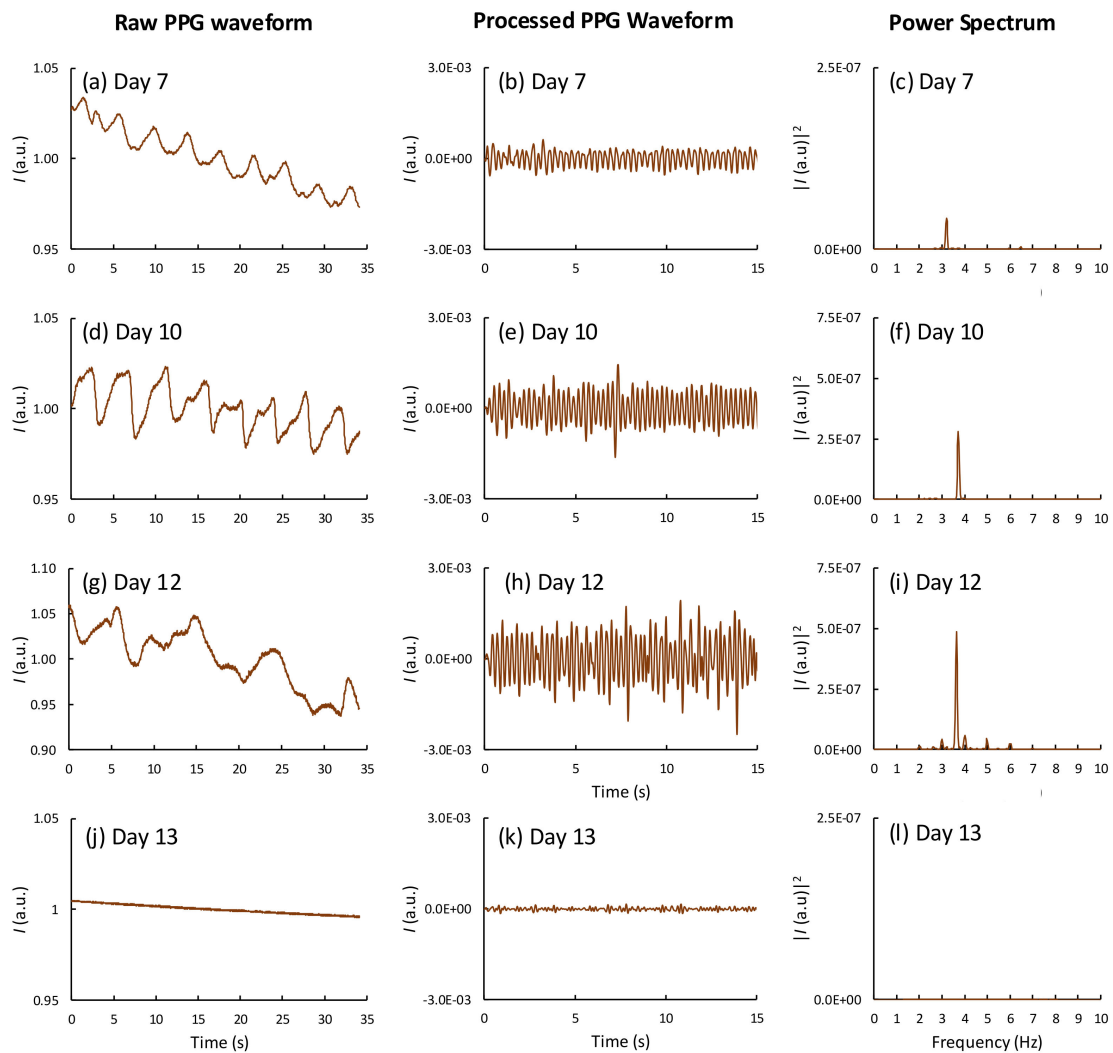 Raw PPG waveform Processed PPG Waveform Power Spectrum
(a) Day 7
1.05
1.00
0.95
I (a.u.)
0 5 10 15 20 25 30 35
(b) Day 7
3.0E-03
0.0E+00
-3.0E-03
I (a.u.)
0 5 10 15
(c) Day 7
2.5E-07
0.0E+00
|I (a.u)|²
0 1 2 3 4 5 6 7 8 9 10
(d) Day 10
1.05
1.00
0.95
I (a.u.)
0 5 10 15 20 25 30 35
(e) Day 10
3.0E-03
0.0E+00
-3.0E-03
I (a.u.)
0 5 10 15
(f) Day 10
7.5E-07
5.0E-07
2.5E-07
0.0E+00
|I (a.u)|²
0 1 2 3 4 5 6 7 8 9 10
(g) Day 12
1.10
1.05
1.00
0.95
0.90
I (a.u.)
0 5 10 15 20 25 30 35
(h) Day 12
3.0E-03
0.0E+00
-3.0E-03
I (a.u.)
0 5 10 15
Time (s)
(i) Day 12
7.5E-07
5.0E-07
2.5E-07
0.0E+00
|I (a.u)|²
0 1 2 3 4 5 6 7 8 9 10
(j) Day 13
1.05
1
0.95
I (a.u.)
0 5 10 15 20 25 30 35
Time (s)
(k) Day 13
3.0E-03
0.0E+00
-3.0E-03
I (a.u.)
0 5 10 15
Time (s)
(l) Day 13
2.5E-07
0.0E+00
|I (a.u)|²
0 1 2 3 4 5 6 7 8 9 10
Frequency (Hz)